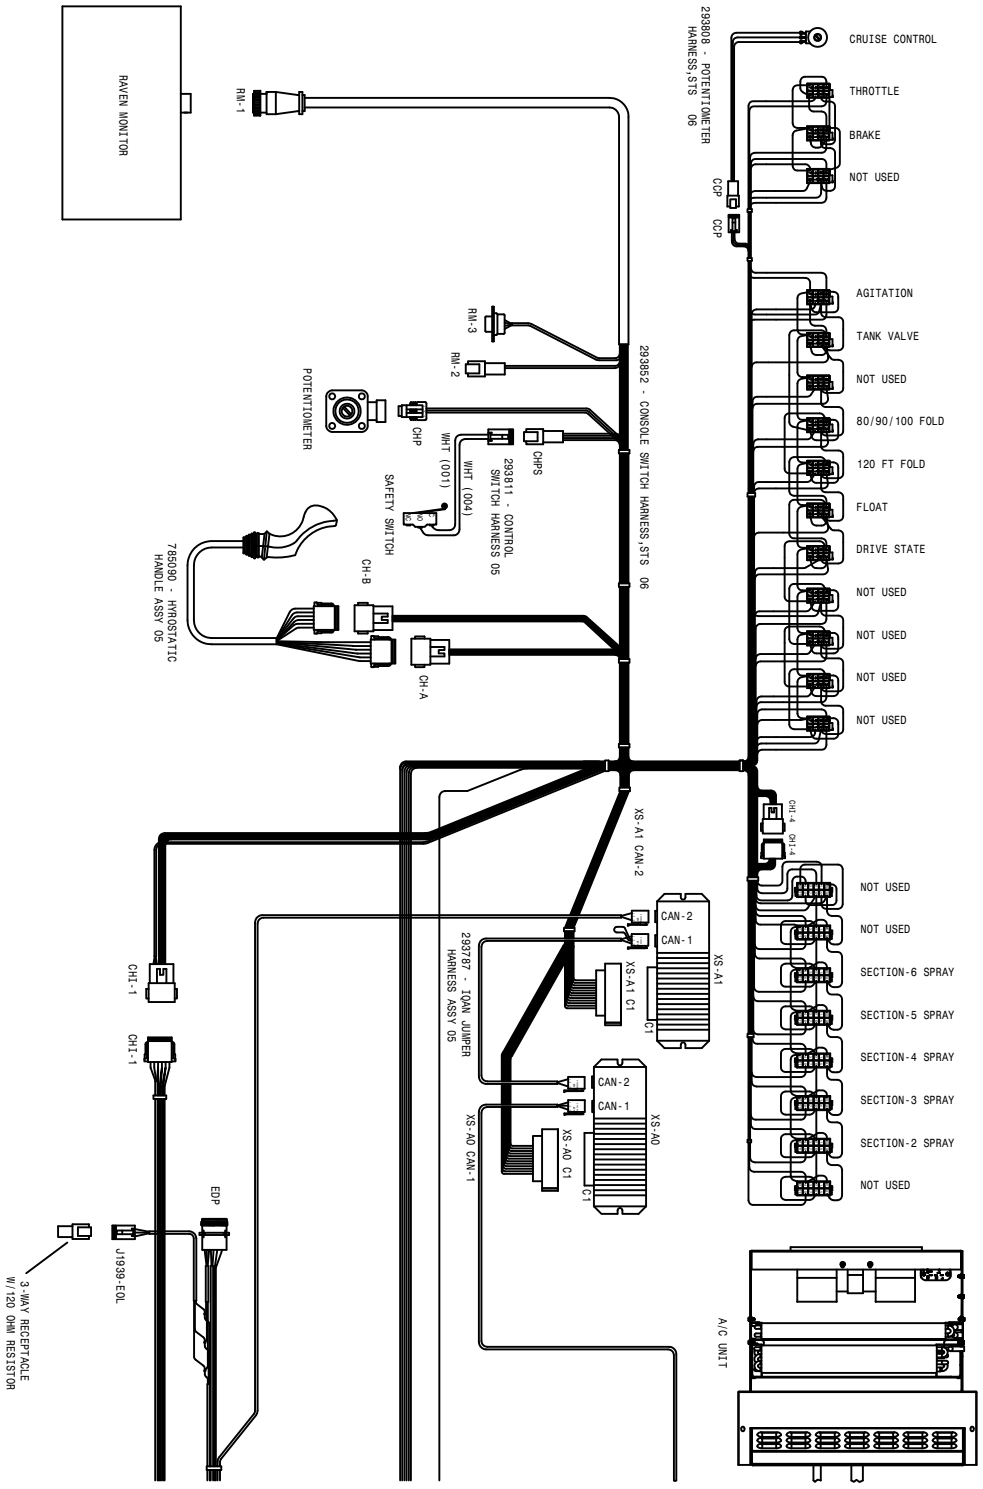 CRUISE CONTROL
THROTTLE
BRAKE
NOT USED
293808 - POTENTIOMETER
HARNESS,STS 06
CCP
CCP
RAVEN MONITOR
RM-1
AGITATION
TANK VALVE
NOT USED
80/90/100 FOLD
120 FT FOLD
FLOAT
DRIVE STATE
NOT USED
NOT USED
NOT USED
NOT USED
RM-3
RM-2
293852 - CONSOLE SWITCH HARNESS,STS 06
POTENTIOMETER
CHP
CHPS
WHT (001)
WHT (004)
293811 - CONTROL
SWITCH HARNESS 05
SAFETY SWITCH
C
NO
NC
785090 - HYROSTATIC
HANDLE ASSY 05
CH-B
CH-A
CHI-4
CHI-4
XS-A1 CAN-2
NOT USED
NOT USED
SECTION-6 SPRAY
SECTION-5 SPRAY
SECTION-4 SPRAY
SECTION-3 SPRAY
SECTION-2 SPRAY
NOT USED
CAN-2
CAN-1
XS-A1
XS-A1 C1
C1
293787 - IQAN JUMPER
HARNESS ASSY 05
CAN-2
CAN-1
XS-A0
XS-A0 C1
C1
XS-A0 CAN-1
CHI-1
CHI-1
EDP
J1939-EOL
3-WAY RECEPTACLE
W/120 OHM RESISTOR
A/C UNIT